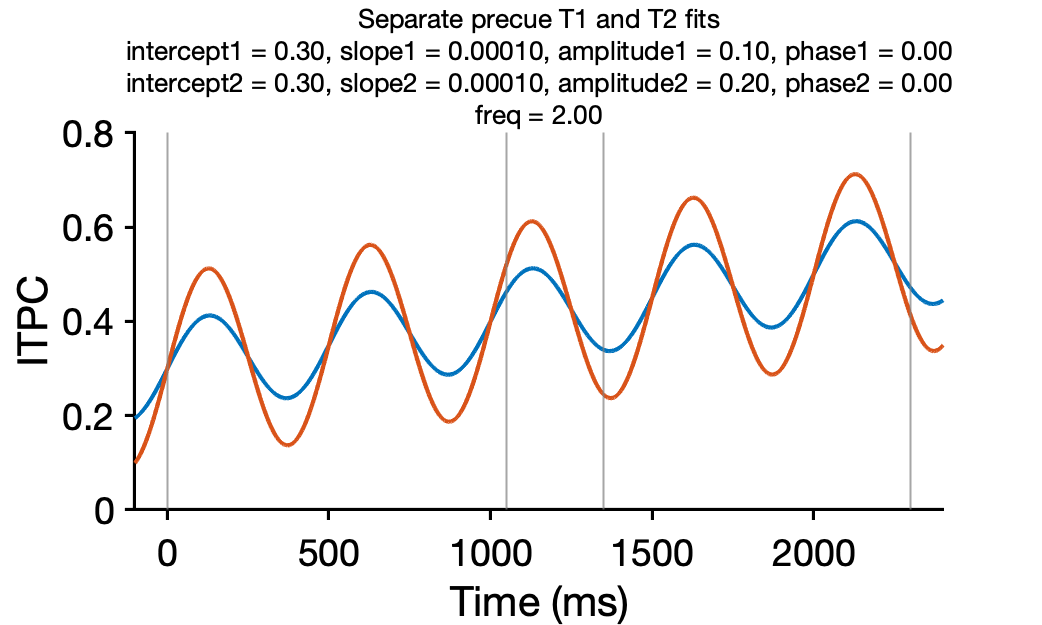 Separate precue T1 and T2 fits
intercept1 = 0.30, slope1 = 0.00010, amplitude1 = 0.10, phase1 = 0.00
intercept2 = 0.30, slope2 = 0.00010, amplitude2 = 0.20, phase2 = 0.00
freq = 2.00
0.8
0.6
0.4
0.2
0
ITPC
0 500 1000 1500 2000
Time (ms)